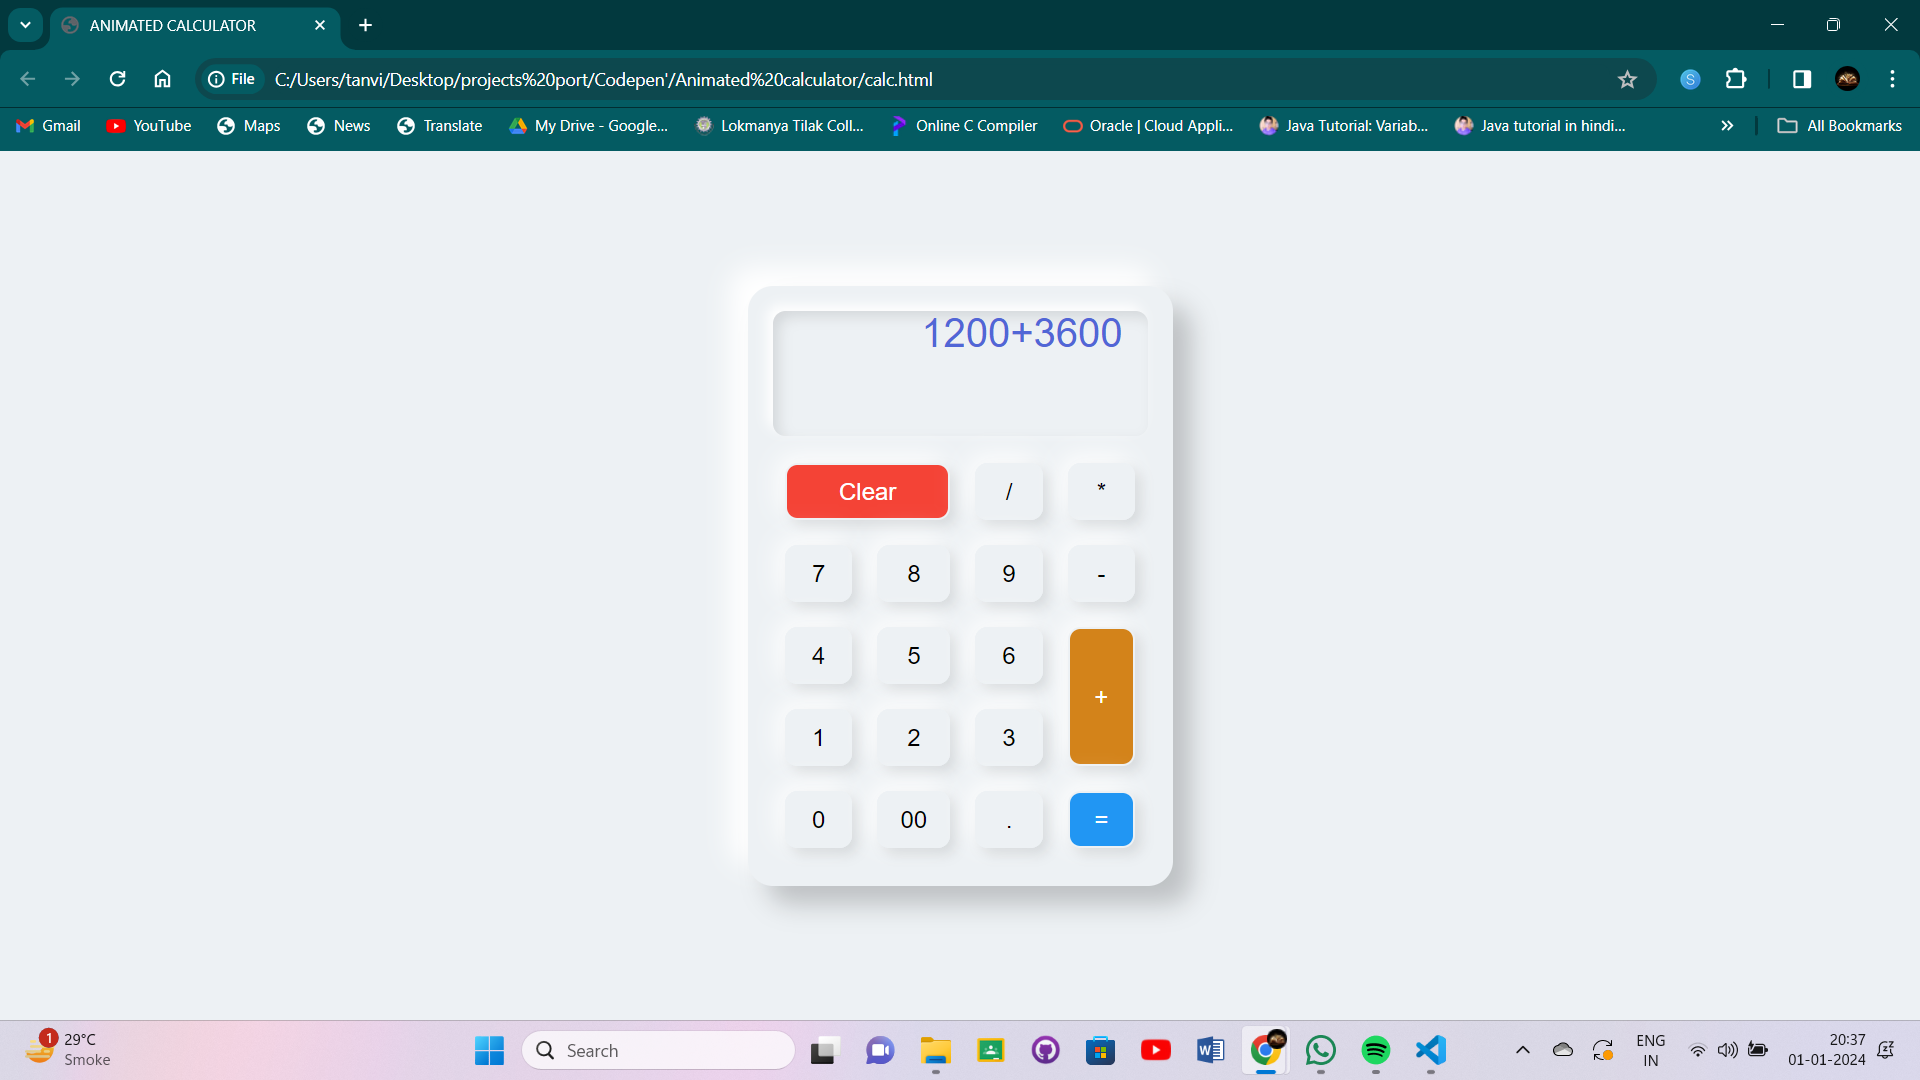 ANIMATED CALCULATOR
File C:/Users/tanvi/Desktop/projects%20port/Codepen'/Animated%20calculator/calc.html S
Gmail YouTube Maps News Translate My Drive - Google... Lokmanya Tilak Coll... Online C Compiler Oracle | Cloud Appli... Java Tutorial: Variab... Java tutorial in hindi... » All Bookmarks
1200+3600
Clear / *
7 8 9 -
4 5 6
+
1 2 3
0 00 . =
1 29°C
Smoke
Search
W
ENG
IN
20:37
01-01-2024